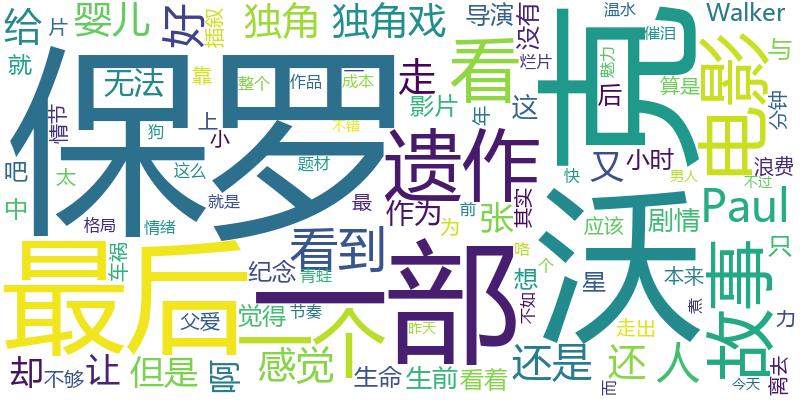 给
片
婴儿
好
插叙
独角
独角戏
导演
没有
温水
Walker
催泪
就
无法
靠
整个
作品
成本
走
看
烂片
魅力
后
算是
与
保罗
克
电影
情节
狗
上
小
影片
年
这
分钟
吧
太
这么
题材
不错
遗作
又
小时
快
男人
不过
浪费
中
格局
情绪
就是
最
作为
为
前
张
其实
应该
剧情
Paul
只
最后
一部
沃
故事
车祸
纪念
青蛙
看到
咯
个
想
星
本来
煮
力
父爱
觉得
节奏
一个
昨天
不如
走出
却
不够
让
但是
啊
感觉
生命
生前
看着
还是
而
还
人
今天
离去